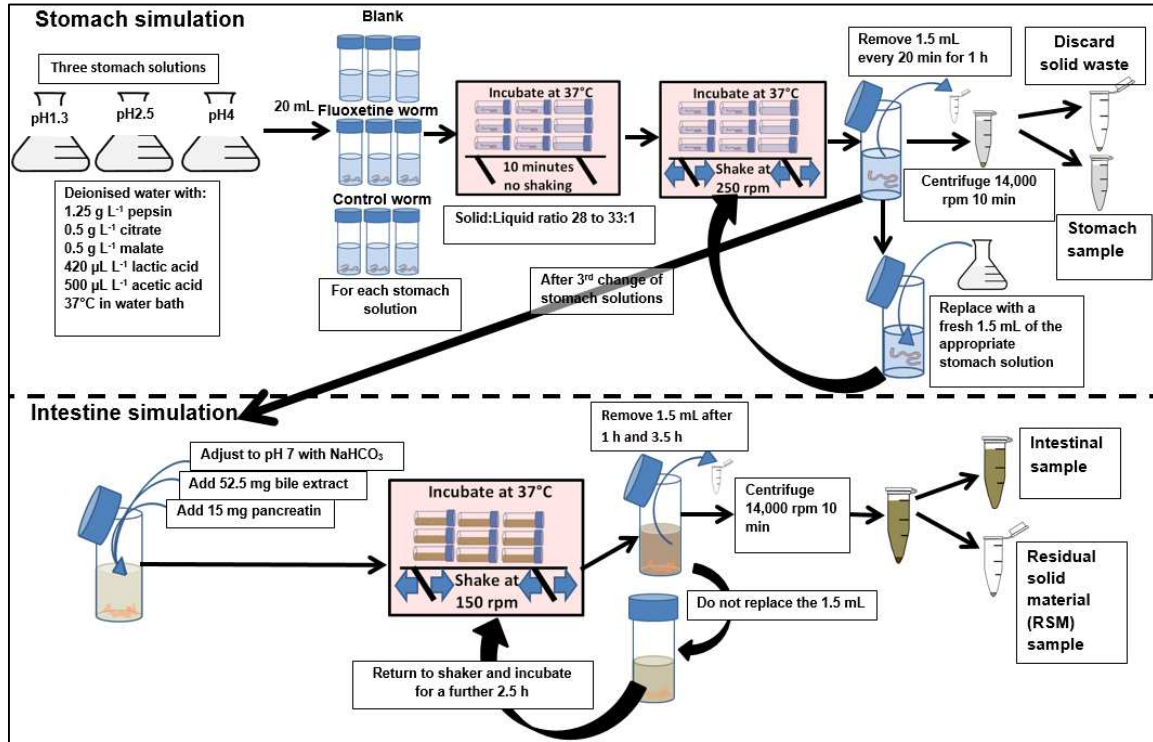 Stomach simulation
Three stomach solutions
pH1.3
pH2.5
pH4
Deionised water with:
1.25 g L⁻¹ pepsin
0.5 g L⁻¹ citrate
0.5 g L⁻¹ malate
420 µL L⁻¹ lactic acid
500 µL L⁻¹ acetic acid
37°C in water bath
20 mL
Blank
Fluoxetine worm
Control worm
For each stomach
solution
Incubate at 37°C
10 minutes
no shaking
Solid:Liquid ratio 28 to 33:1
Incubate at 37°C
Shake at
250 rpm
Remove 1.5 mL
every 20 min for 1 h
Centrifuge 14,000
rpm 10 min
Discard
solid waste
Stomach
sample
Replace with a
fresh 1.5 mL of the
appropriate
stomach solution
After 3rd change of
stomach solutions
Intestine simulation
Adjust to pH 7 with NaHCO₃
Add 52.5 mg bile extract
Add 15 mg pancreatin
Incubate at 37°C
Shake at
150 rpm
Remove 1.5 mL after
1 h and 3.5 h
Centrifuge
14,000 rpm 10
min
Intestinal
sample
Residual solid
material
(RSM)
sample
Do not replace the 1.5 mL
Return to shaker and incubate
for a further 2.5 h